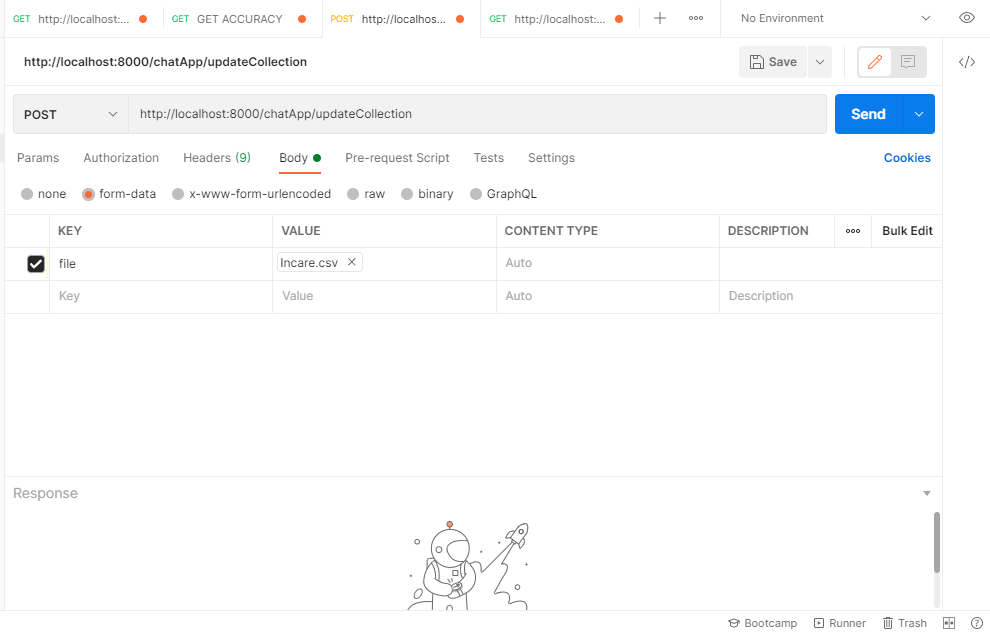 GET http://localhost:... GET GET ACCURACY POST http://localhos... GET http://localhost:... No Environment
http://localhost:8000/chatApp/updateCollection Save
POST http://localhost:8000/chatApp/updateCollection Send
Params Authorization Headers (9) Body Pre-request Script Tests Settings Cookies
none form-data x-www-form-urlencoded raw binary GraphQL
KEY VALUE CONTENT TYPE DESCRIPTION Bulk Edit
file Incare.csv Auto
Key Value Auto Description
Response
Bootcamp Runner Trash